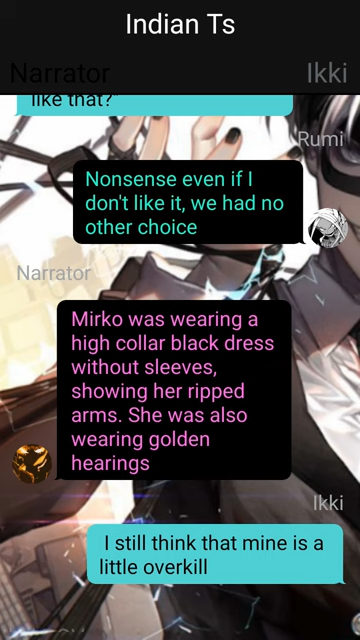 Indian Ts
Narrator
Ikki
like that?"
Rumi
Nonsense even if I
don't like it, we had no
other choice
Narrator
Mirko was wearing a
high collar black dress
without sleeves,
showing her ripped
arms. She was also
wearing golden
hearings
Ikki
I still think that mine is a
little overkill